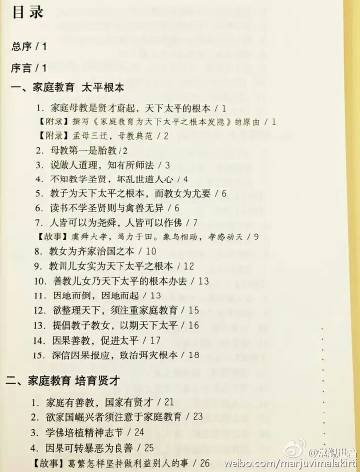 目录
总序 / 1
序言 / 1
一、家庭教育 太平根本
1. 家庭母教是贤才蔚起，天下太平的根本 / 1
【附录】撰写《家庭教育为天下太平之根本发隐》的原由 / 1
【附录】孟母三迁，母教典范 / 2
2. 母教第一是胎教 / 2
3. 说做人道理，知有所师法 / 3
4. 不知教学圣贤，坏乱世道人心 / 4
5. 教子为天下太平之根本，而教女为尤要 / 6
6. 读书不学圣贤则与禽兽无异 / 6
7. 人皆可以为尧舜，人皆可以作佛 / 7
【故事】虞舜大孝，竭力于田。象鸟相助，孝感动天 / 9
8. 教女为齐家治国之本 / 10
9. 教训儿女实为天下太平之根本 / 12
10. 善教儿女乃天下太平的根本办法 / 13
11. 因地而倒，因地而起 / 13
12. 欲整理天下，须注重家庭教育 / 15
13. 提倡教子教女，以期天下太平 / 16
14. 因果善教，促进太平 / 17
15. 深信因果报应，致治弭灾根本 / 18
二、家庭教育 培育贤才
1. 家庭有善教，国家有贤才 / 21
2. 欲家国崛兴者须注意于家庭教育 / 23
3. 学佛培植精神志节 / 24
4. 因果可转暴恶为良善 / 25
【故事】葛繁怎样坚持做利益别人的事 / 26
weibo.com/marjuvimalakirti